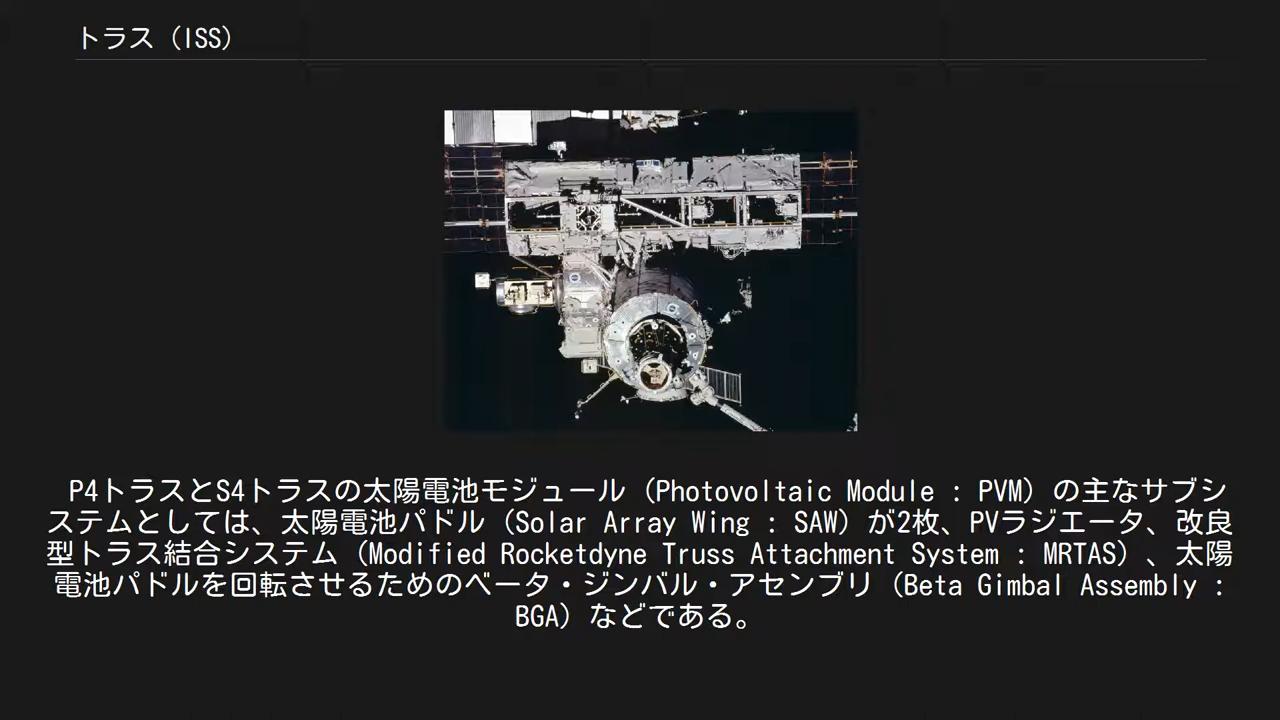 トラス（ISS）
P4トラスとS4トラスの太陽電池モジュール（Photovoltaic Module : PVM）の主なサブシ
ステムとしては、太陽電池パドル（Solar Array Wing : SAW）が2枚、PVラジエータ、改良
型トラス結合システム（Modified Rocketdyne Truss Attachment System : MRTAS）、太陽
電池パドルを回転させるためのベータ・ジンバル・アセンブリ（Beta Gimbal Assembly :
BGA）などである。